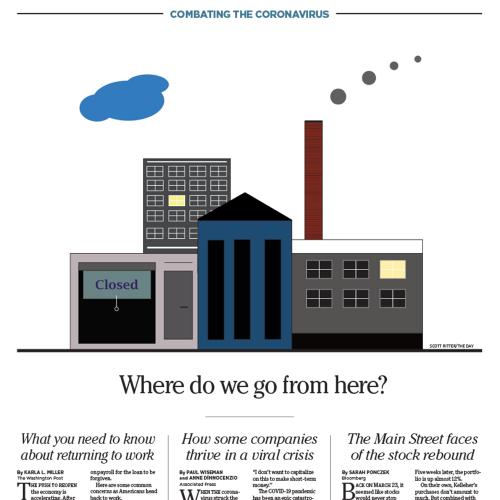 COMBATING THE CORONAVIRUS
Closed
SCOTT RITTER/THE DAY
Where do we go from here?
What you need to know
about returning to work
By KARLA L. MILLER
The Washington Post
THE PUSH TO REOPEN
the economy is
accelerating. After
on payroll for the loan to be
forgiven.
Here are some common
concerns as Americans head
back to work.
How some companies
thrive in a viral crisis
By PAUL WISEMAN
and ANNE D'INNOCENZIO
Associated Press
WHEN THE corona-
virus struck the
"I don't want to capitalize
on this to make short-term
money."
The COVID-19 pandemic
has been an epic catastro-
The Main Street faces
of the stock rebound
By SARAH PONCZEK
Bloomberg
BACK ON MARCH 23, it
seemed like stocks
would never stop
Five weeks later, the portfo-
lio is up almost 12%.
On their own, Kelleher's
purchases don't amount to
much. But combined with